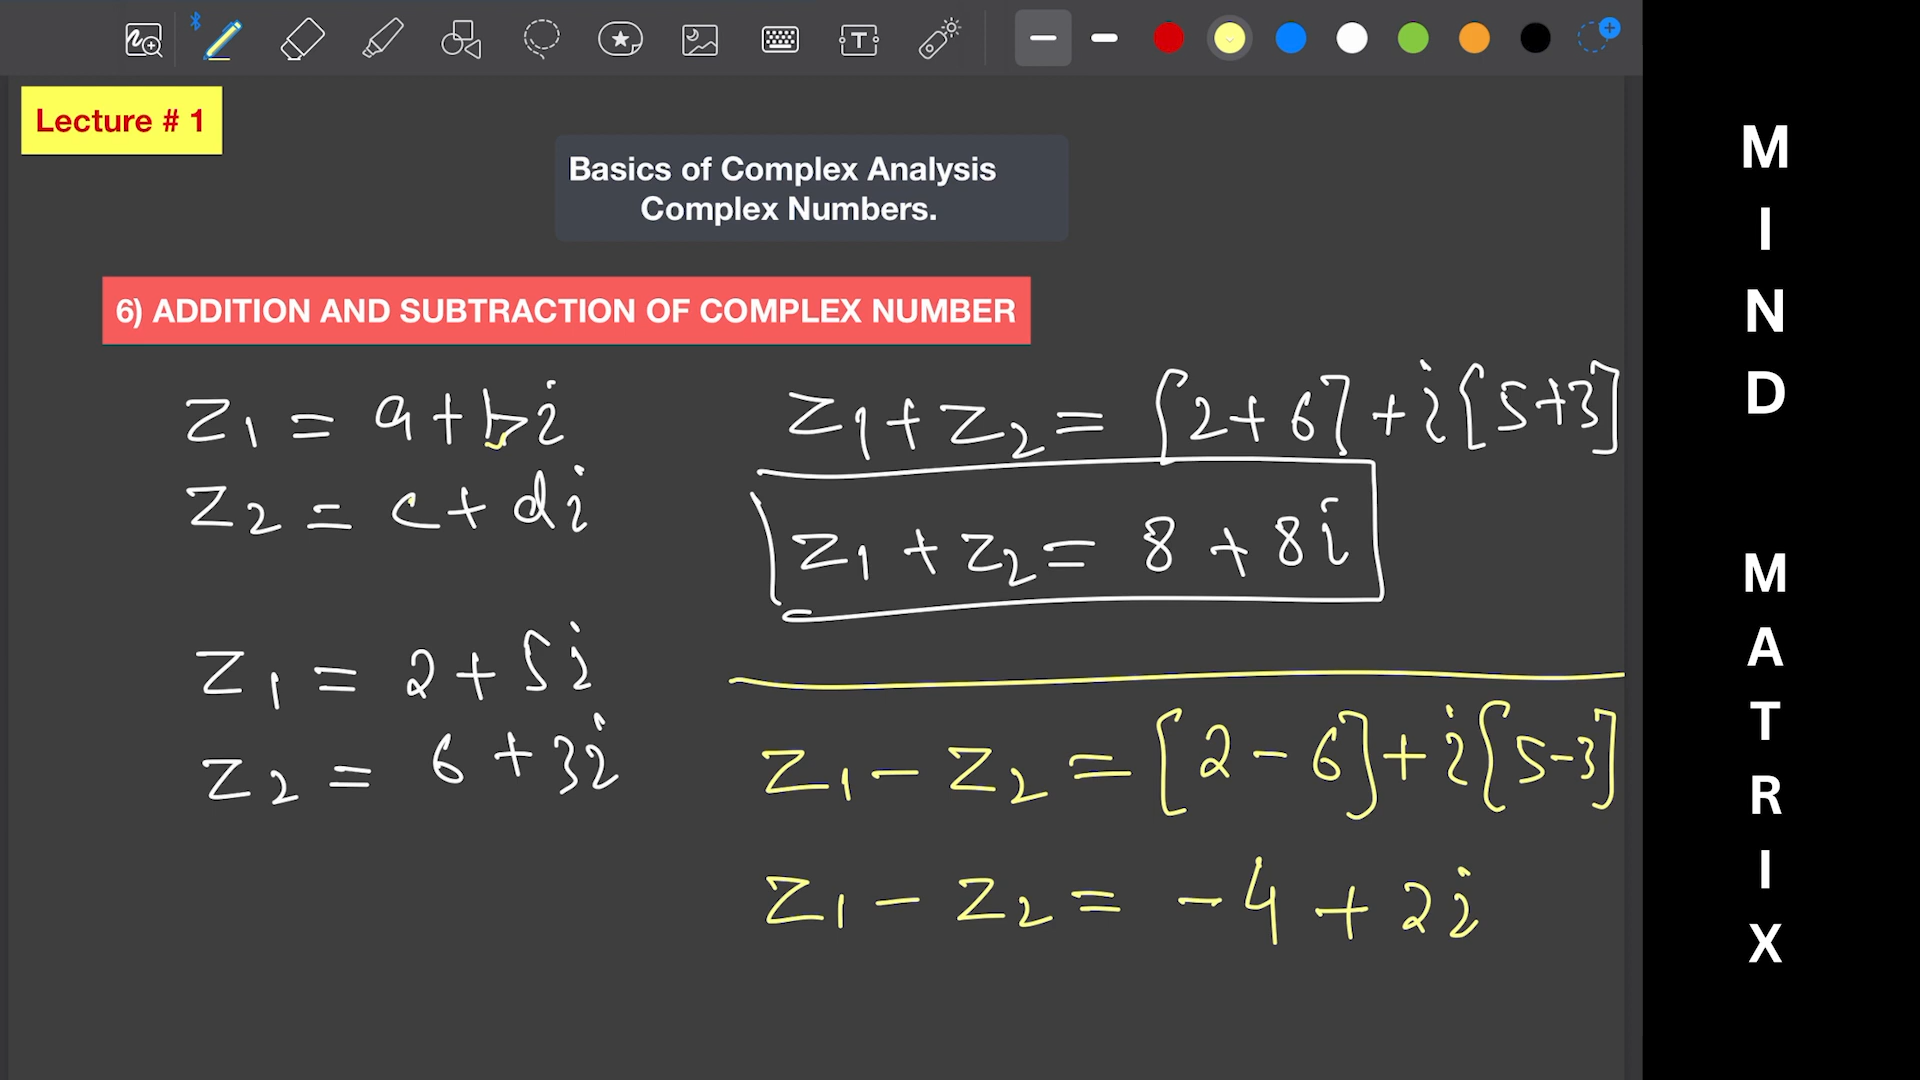 Lecture # 1
Basics of Complex Analysis
Complex Numbers.
6) ADDITION AND SUBTRACTION OF COMPLEX NUMBER
z₁ = a + bi
z₂ = c + di
z₁ = 2 + 5i
z₂ = 6 + 3i
z₁ + z₂ = [2 + 6] + i[5 + 3]
z₁ + z₂ = 8 + 8i
z₁ - z₂ = [2 - 6] + i[5 - 3]
z₁ - z₂ = -4 + 2i
MIND MATRIX